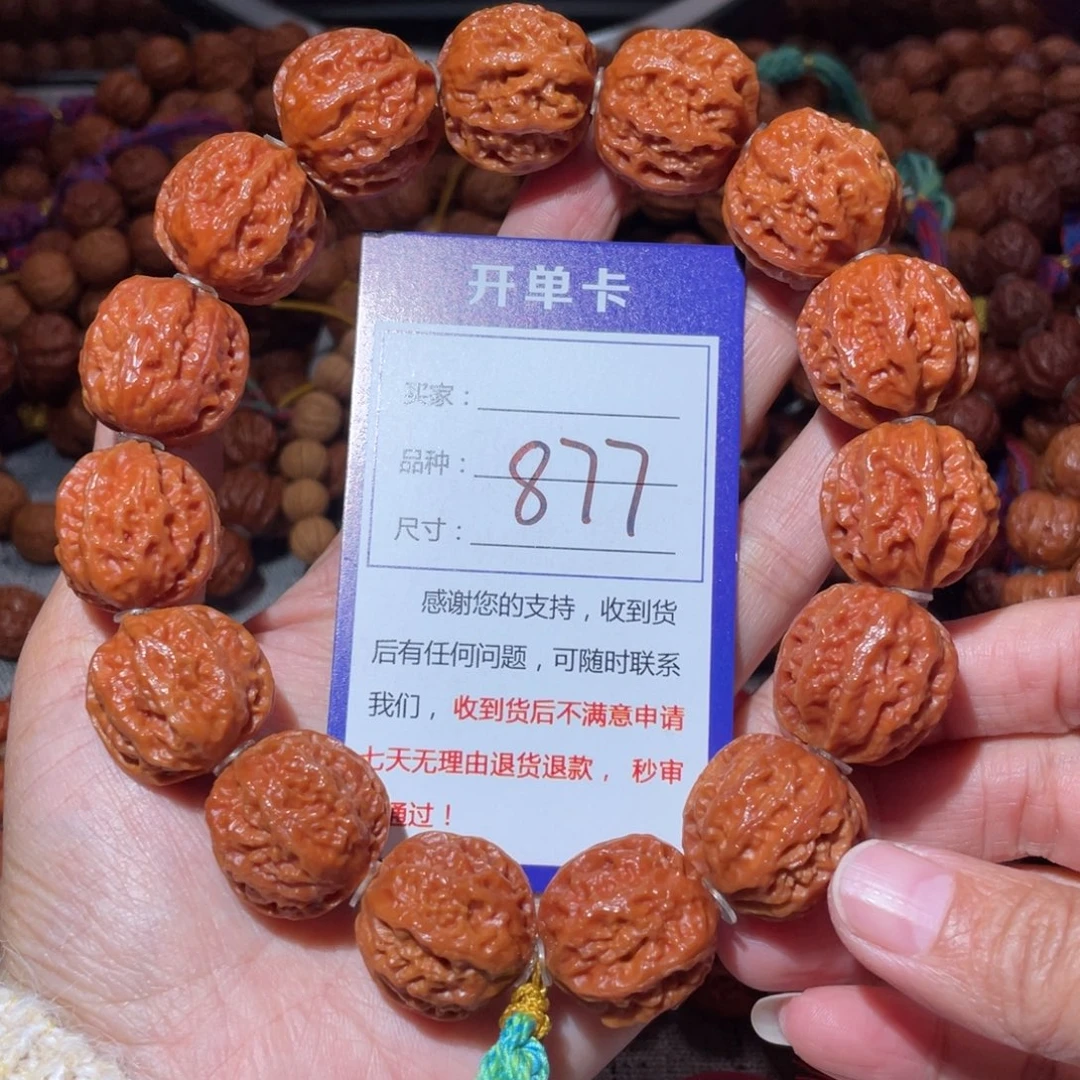 开单卡
买家：
品种：877
尺寸：
感谢您的支持，收到货
后有任何问题，可随时联系
我们，收到货后不满意申请
七天无理由退货退款，秒审
通过！